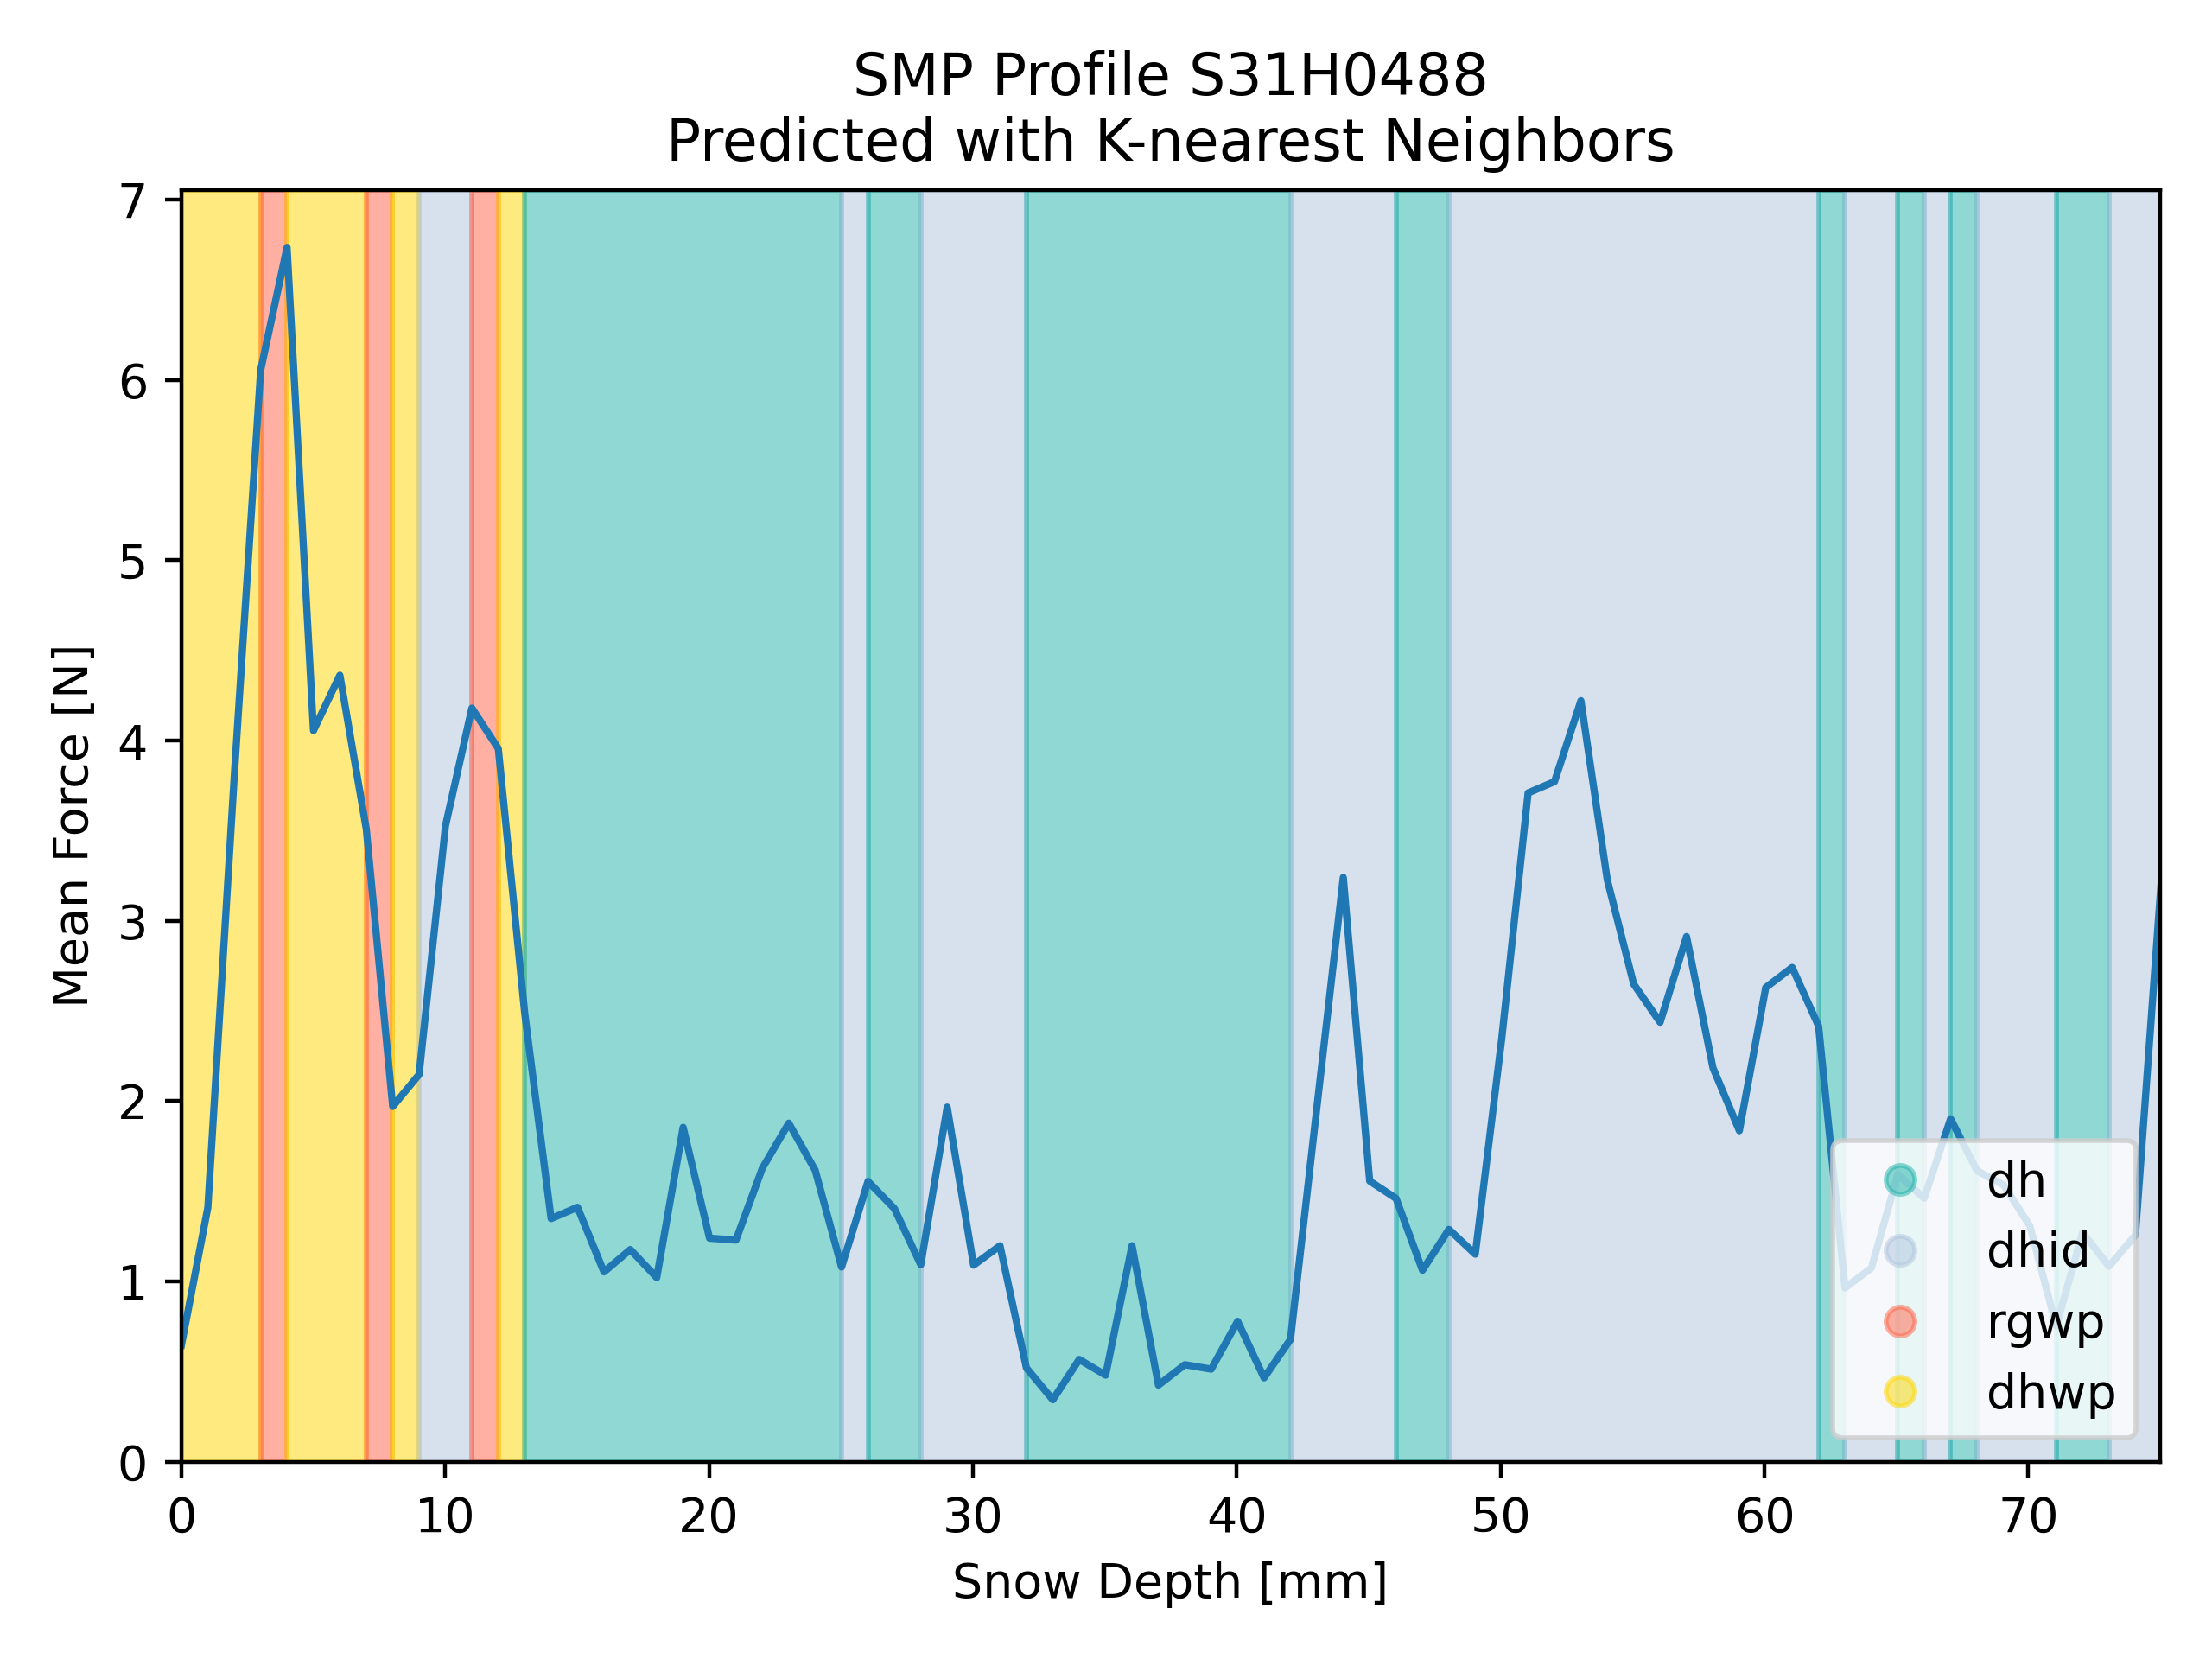 SMP Profile S31H0488
Predicted with K-nearest Neighbors
7
6
5
4
3
2
1
0
Mean Force [N]
dh
dhid
rgwp
dhwp
0 10 20 30 40 50 60 70
Snow Depth [mm]